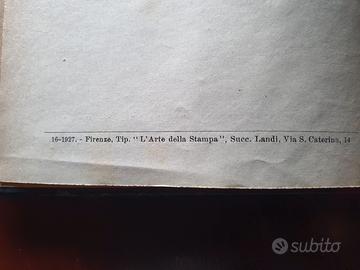 16-1927. - Firenze, Tip. "L'Arte della Stampa", Succ. Landi, Via S. Caterina, 14
subito